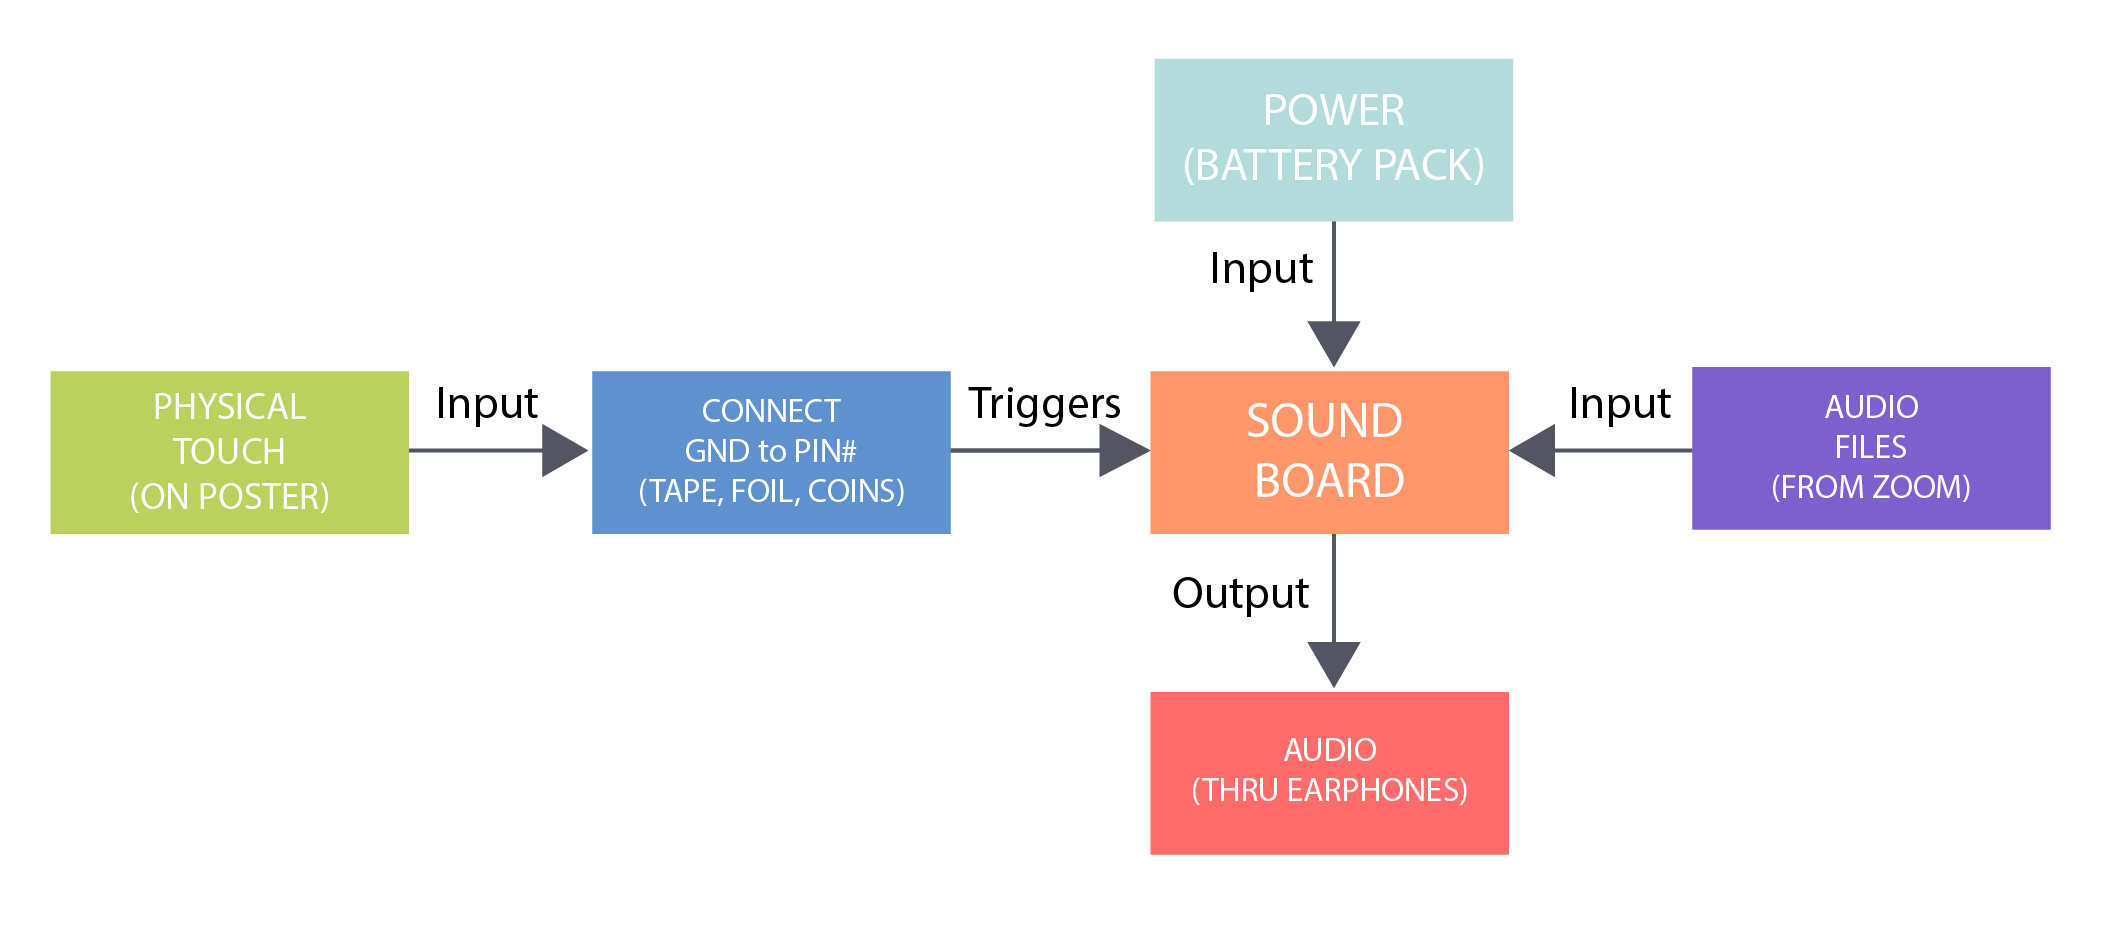 POWER
(BATTERY PACK)
Input
PHYSICAL
TOUCH
(ON POSTER)
Input
CONNECT
GND to PIN#
(TAPE, FOIL, COINS)
Triggers
SOUND
BOARD
Input
AUDIO
FILES
(FROM ZOOM)
Output
AUDIO
(THRU EARPHONES)